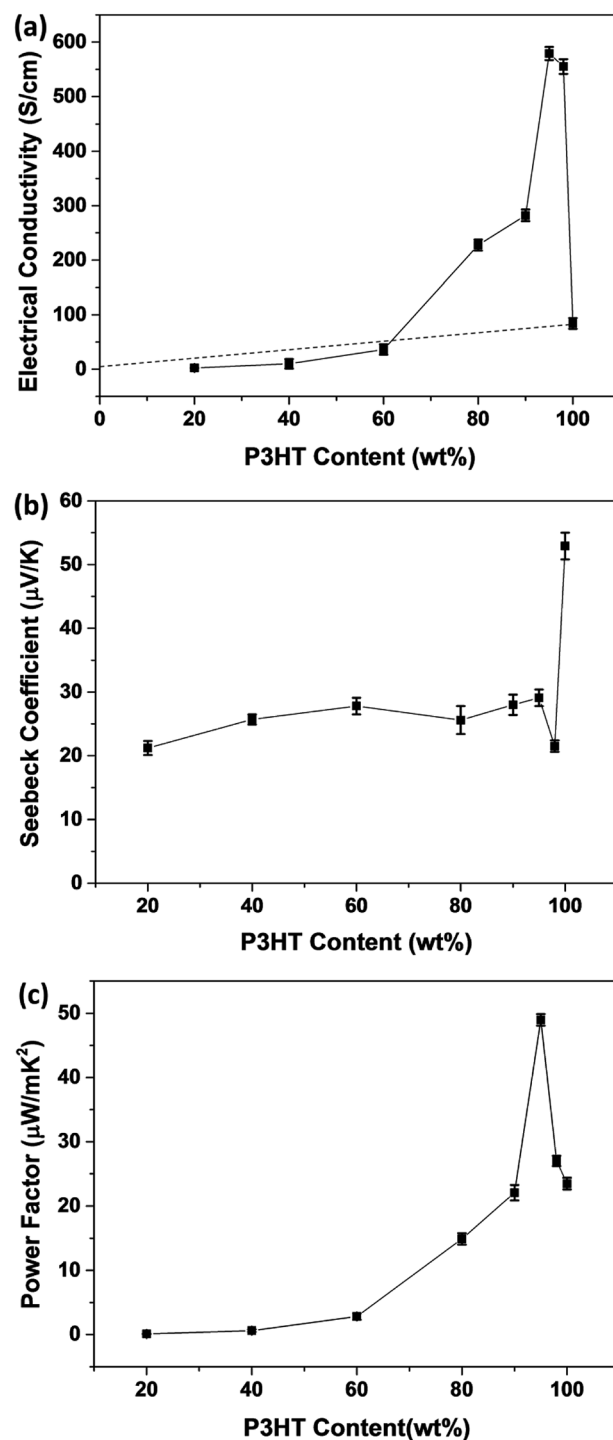 (a)
Electrical Conductivity (S/cm)
600
500
400
300
200
100
0
0 20 40 60 80 100
P3HT Content (wt%)
(b)
Seebeck Coefficient (μV/K)
60
50
40
30
20
10
0
20 40 60 80 100
P3HT Content (wt%)
(c)
Power Factor (μW/mK²)
50
40
30
20
10
0
20 40 60 80 100
P3HT Content(wt%)